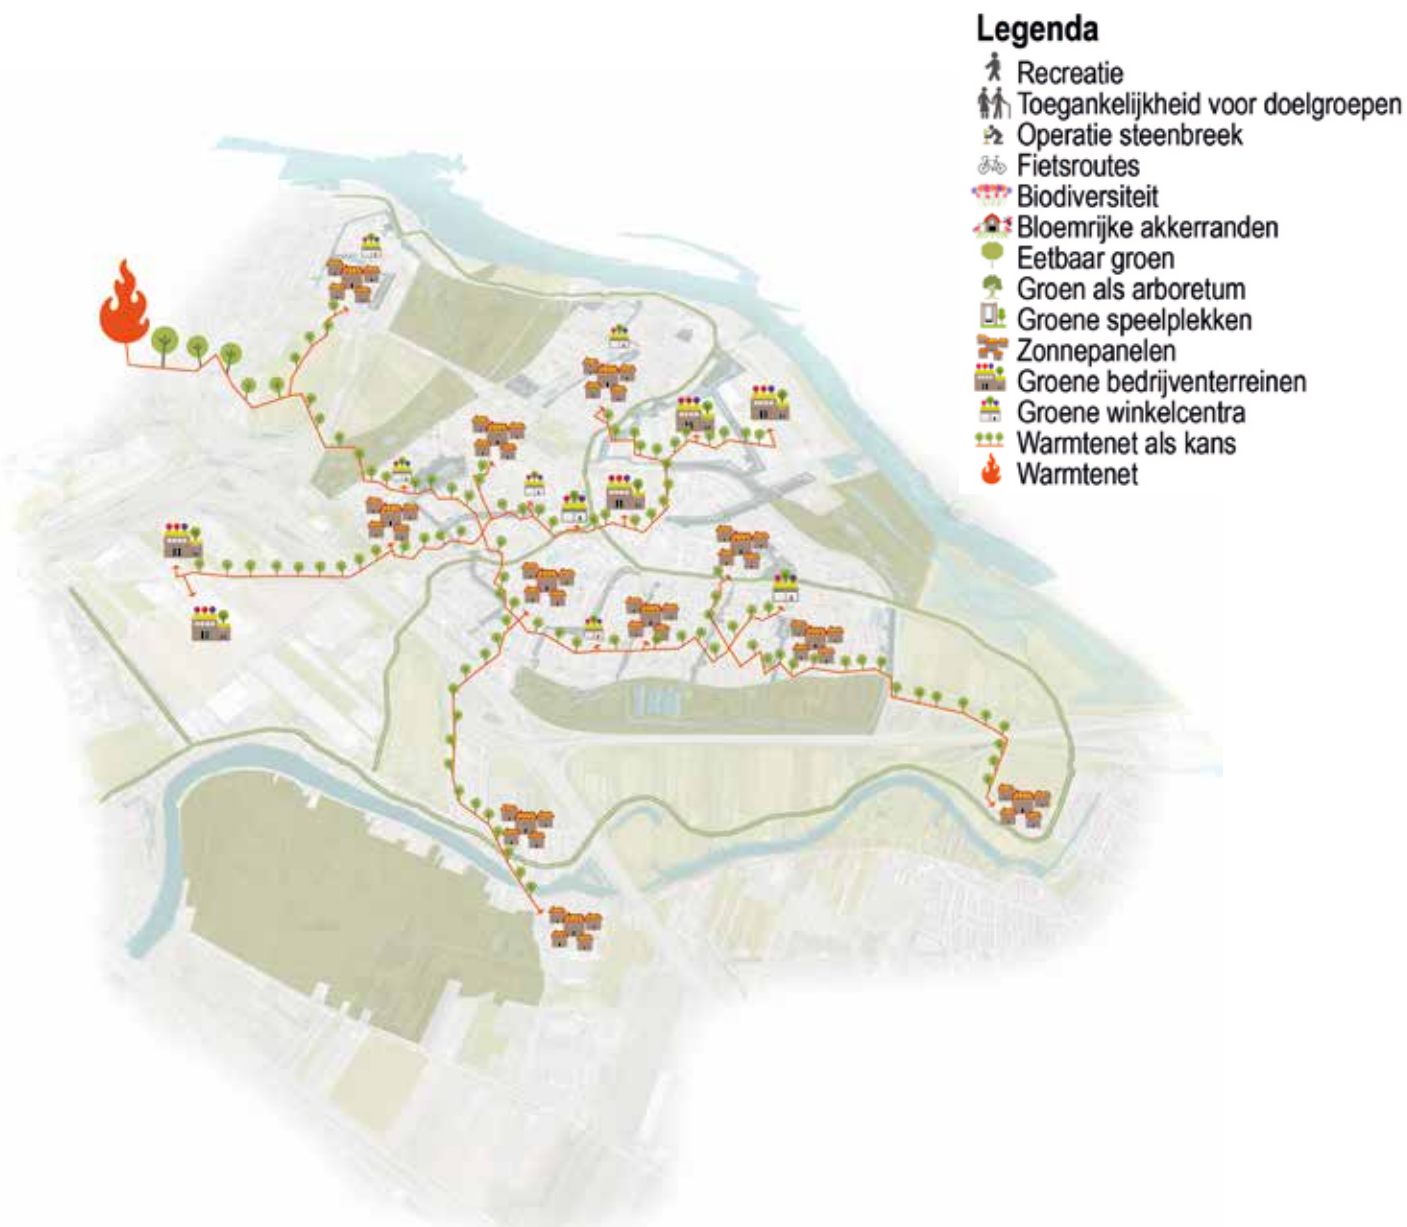 Legenda
Recreatie
Toegankelijkheid voor doelgroepen
Operatie steenbreek
Fietsroutes
Biodiversiteit
Bloemrijke akkerranden
Eetbaar groen
Groen als arboretum
Groene speelplekken
Zonnepanelen
Groene bedrijventerreinen
Groene winkelcentra
Warmtenet als kans
Warmtenet